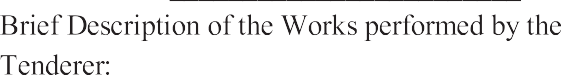 Brief Description of the Works performed by the
Tenderer: